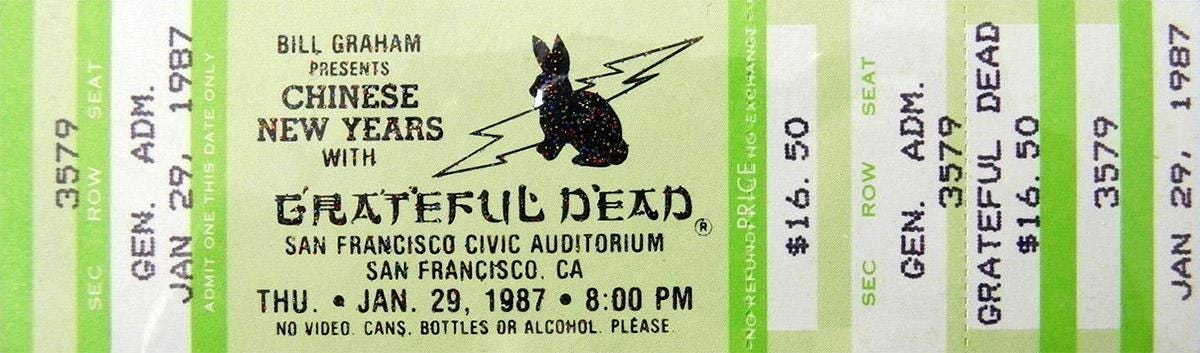 3579
SEC ROW SEAT
GEN. ADM.
JAN 29, 1987
ADMIT ONE THIS DATE ONLY
BILL GRAHAM
PRESENTS
CHINESE
NEW YEARS
WITH
GRATEFUL DEAD®
SAN FRANCISCO CIVIC AUDITORIUM
SAN FRANCISCO, CA
THU. • JAN. 29, 1987 • 8:00 PM
NO VIDEO. CANS, BOTTLES OR ALCOHOL. PLEASE.
PRICE
NO REFUND NO EXCHANGE
$16.50
SEC ROW SEAT
GEN. ADM.
3579
GRATEFUL DEAD
$16.50
3579
JAN 29, 1987